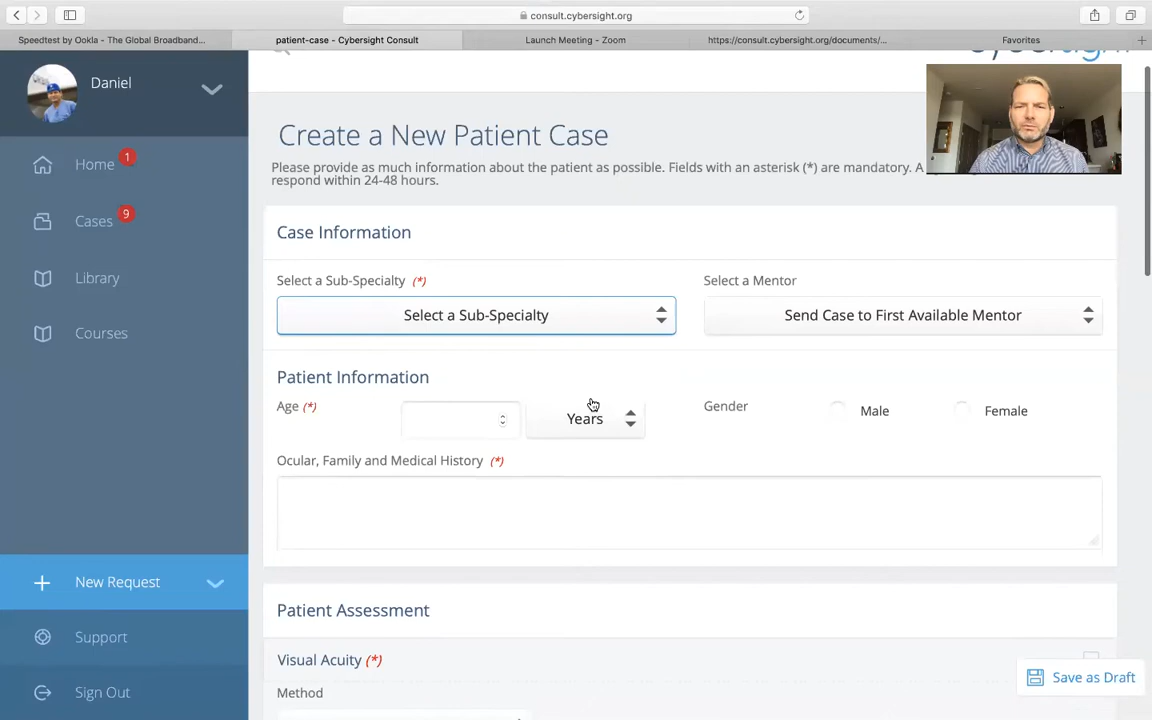 consult.cybersight.org
Speedtest by Ookla - The Global Broadband...
patient-case - Cybersight Consult
Launch Meeting - Zoom
https://consult.cybersight.org/documents/...
Favorites
Daniel
Home 1
Cases 9
Library
Courses
New Request
Support
Sign Out
Create a New Patient Case
Please provide as much information about the patient as possible. Fields with an asterisk (*) are mandatory. A
respond within 24-48 hours.
Case Information
Select a Sub-Specialty (*)
Select a Mentor
Select a Sub-Specialty
Send Case to First Available Mentor
Patient Information
Age (*)
Years
Gender
Male
Female
Ocular, Family and Medical History (*)
Patient Assessment
Visual Acuity (*)
Method
Save as Draft